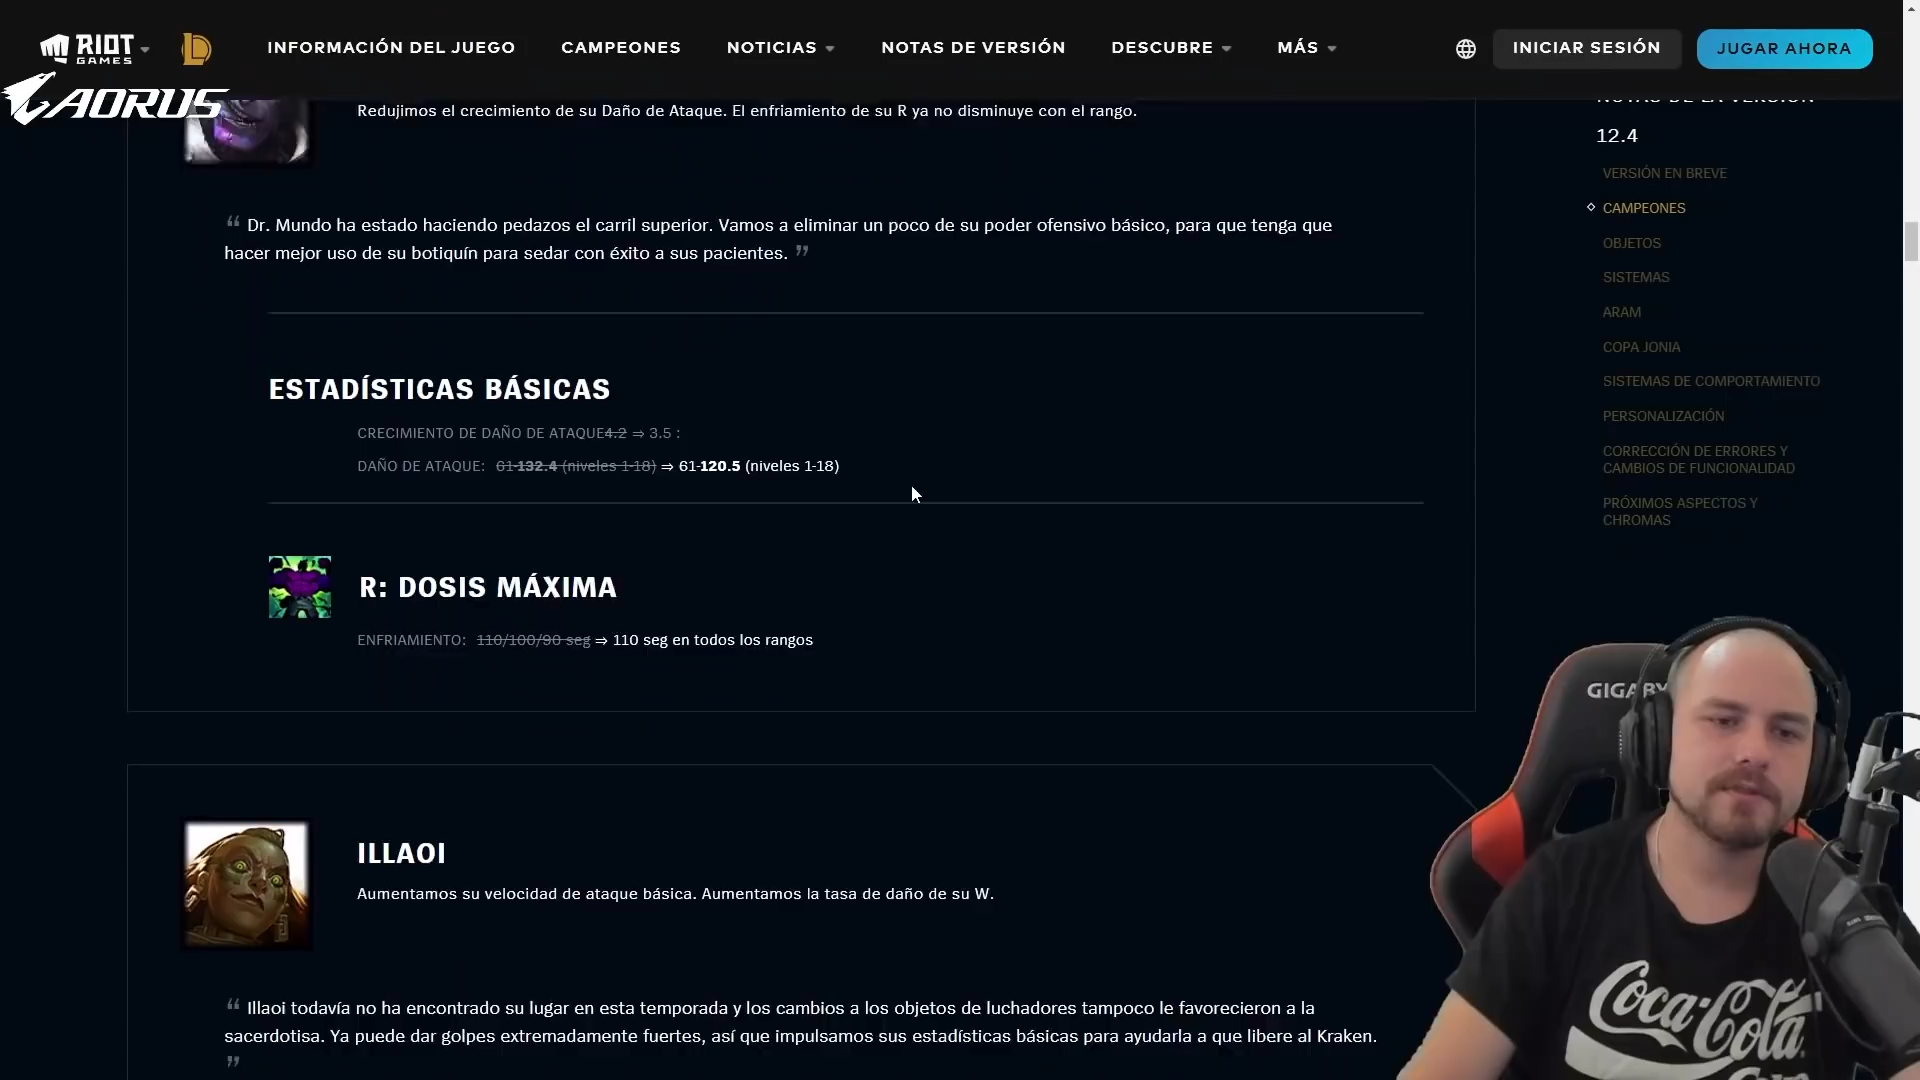 RIOT GAMES
INFORMACIÓN DEL JUEGO
CAMPEONES
NOTICIAS
NOTAS DE VERSIÓN
DESCUBRE
MÁS
INICIAR SESIÓN
JUGAR AHORA
AORUS
Redujimos el crecimiento de su Daño de Ataque. El enfriamiento de su R ya no disminuye con el rango.
“ Dr. Mundo ha estado haciendo pedazos el carril superior. Vamos a eliminar un poco de su poder ofensivo básico, para que tenga que
hacer mejor uso de su botiquín para sedar con éxito a sus pacientes. ”
ESTADÍSTICAS BÁSICAS
CRECIMIENTO DE DAÑO DE ATAQUE4.2 ⇒ 3.5 :
DAÑO DE ATAQUE: 61-132.4 (niveles 1-18) ⇒ 61-120.5 (niveles 1-18)
R: DOSIS MÁXIMA
ENFRIAMIENTO: 110/100/90 seg ⇒ 110 seg en todos los rangos
ILLAOI
Aumentamos su velocidad de ataque básica. Aumentamos la tasa de daño de su W.
“ Illaoi todavía no ha encontrado su lugar en esta temporada y los cambios a los objetos de luchadores tampoco le favorecieron a la
sacerdotisa. Ya puede dar golpes extremadamente fuertes, así que impulsamos sus estadísticas básicas para ayudarla a que libere al Kraken.
”
NOTAS DE LA VERSIÓN
12.4
VERSIÓN EN BREVE
CAMPEONES
OBJETOS
SISTEMAS
ARAM
COPA JONIA
SISTEMAS DE COMPORTAMIENTO
PERSONALIZACIÓN
CORRECCIÓN DE ERRORES Y
CAMBIOS DE FUNCIONALIDAD
PRÓXIMOS ASPECTOS Y
CHROMAS
GIGABY
Coca-Cola